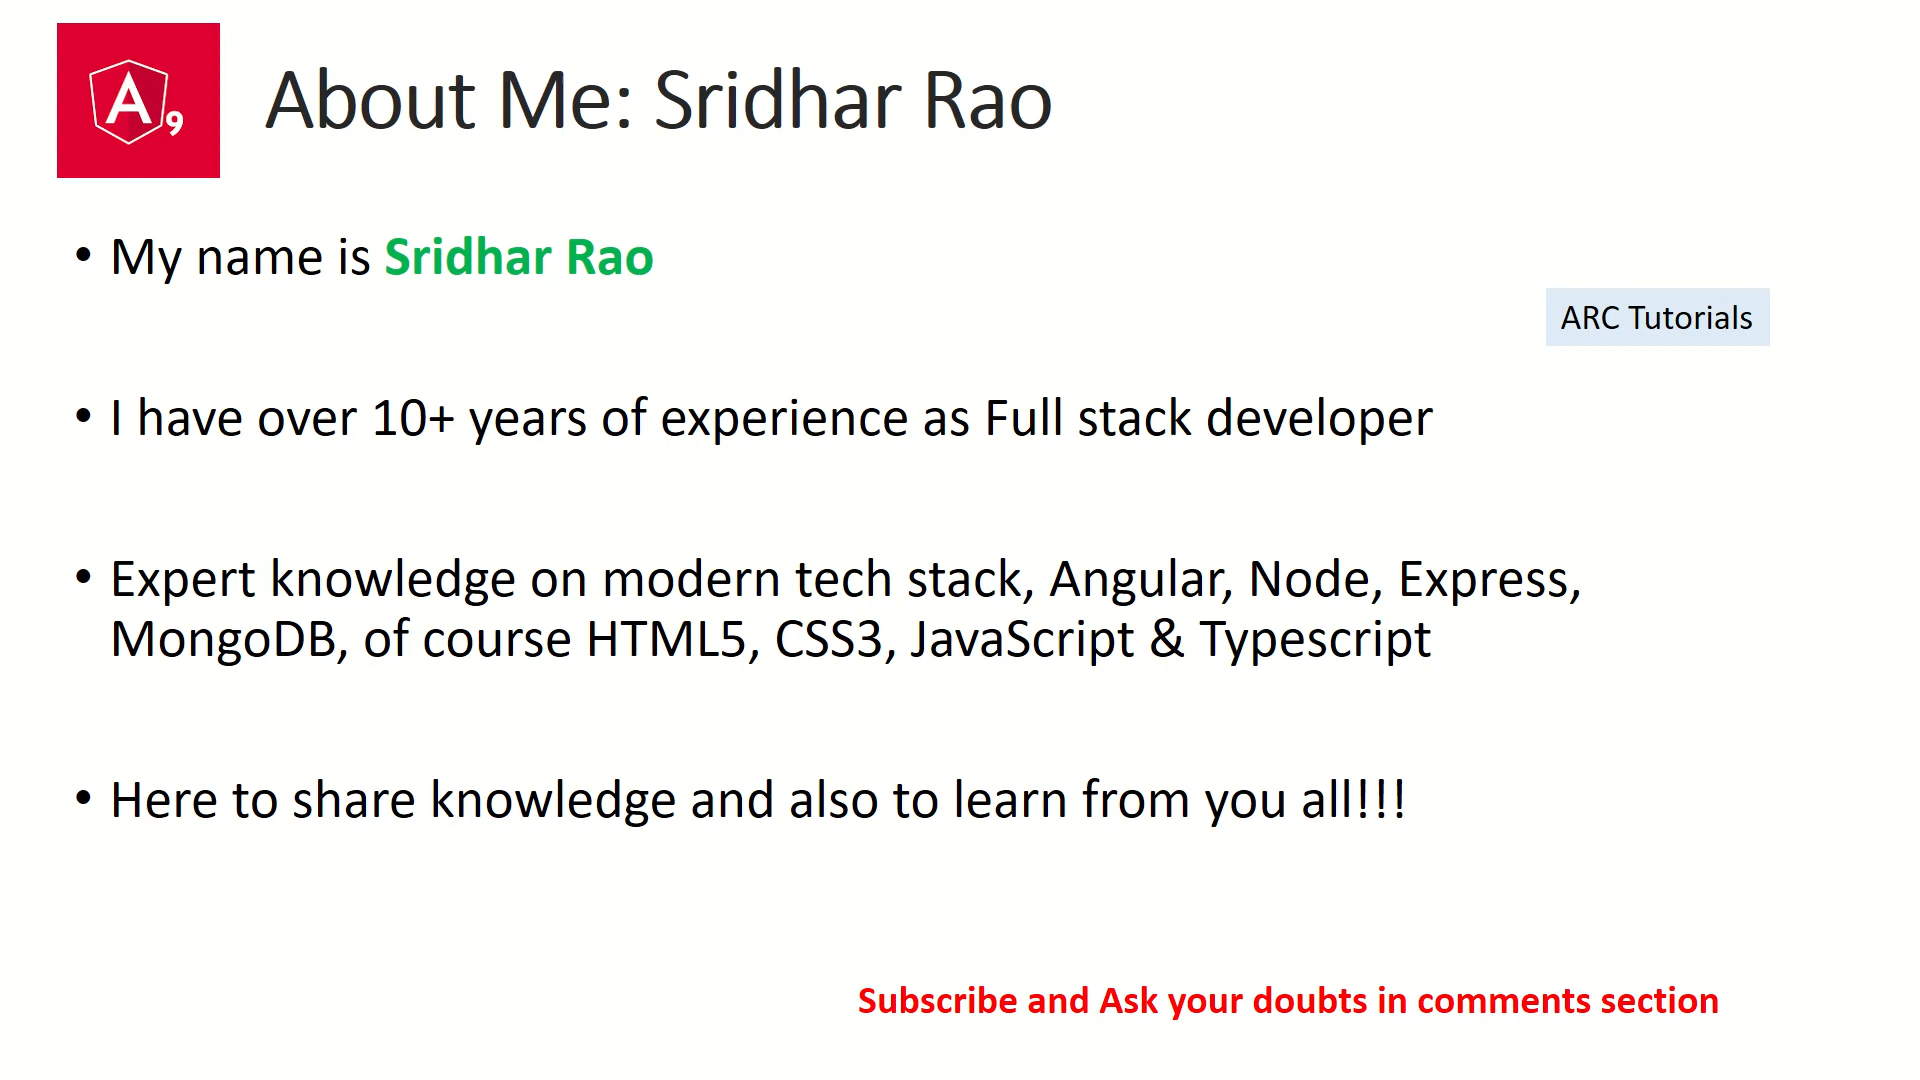 A 9
About Me: Sridhar Rao
• My name is Sridhar Rao
ARC Tutorials
• I have over 10+ years of experience as Full stack developer
• Expert knowledge on modern tech stack, Angular, Node, Express,
MongoDB, of course HTML5, CSS3, JavaScript & Typescript
• Here to share knowledge and also to learn from you all!!!
Subscribe and Ask your doubts in comments section